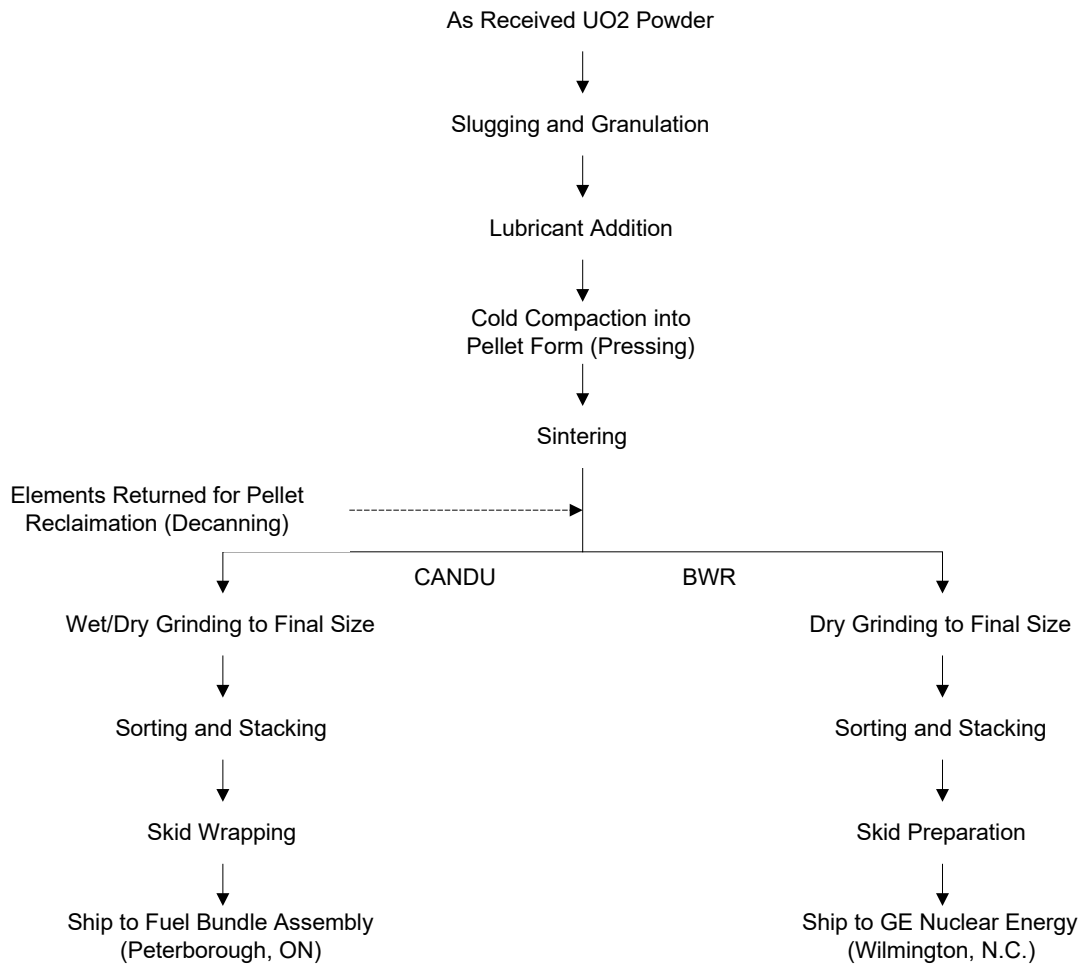 As Received UO2 Powder
Slugging and Granulation
Lubricant Addition
Cold Compaction into
Pellet Form (Pressing)
Sintering
Elements Returned for Pellet
Reclaimation (Decanning)
CANDU
BWR
Wet/Dry Grinding to Final Size
Dry Grinding to Final Size
Sorting and Stacking
Sorting and Stacking
Skid Wrapping
Skid Preparation
Ship to Fuel Bundle Assembly
(Peterborough, ON)
Ship to GE Nuclear Energy
(Wilmington, N.C.)